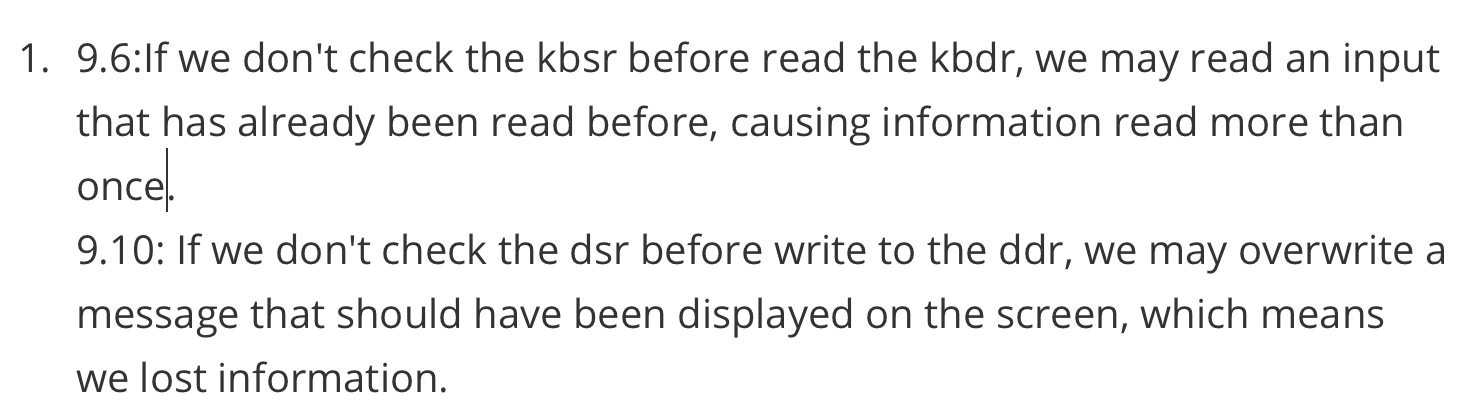 1. 9.6:If we don't check the kbsr before read the kbdr, we may read an input
that has already been read before, causing information read more than
once.
9.10: If we don't check the dsr before write to the ddr, we may overwrite a
message that should have been displayed on the screen, which means
we lost information.